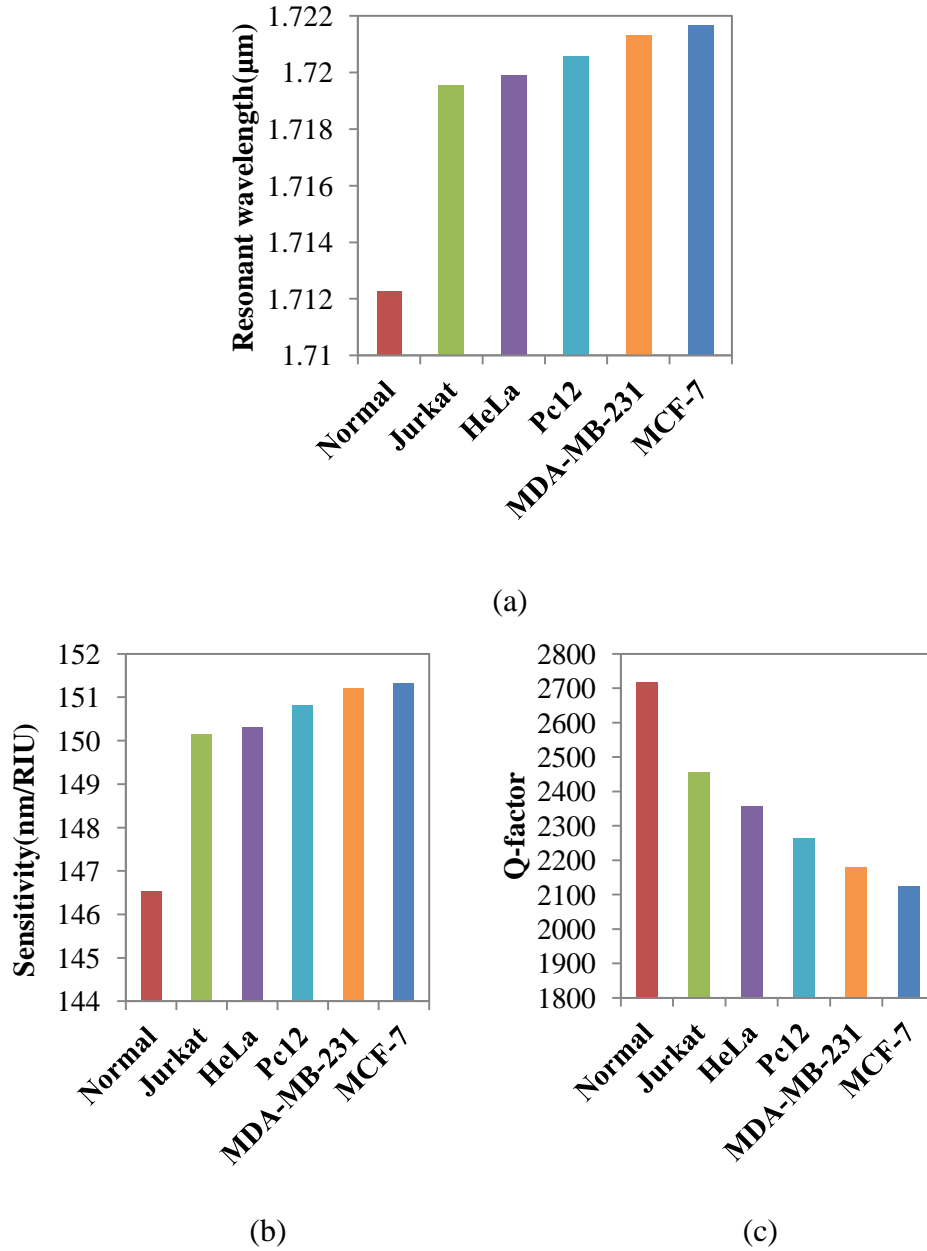 Resonant wavelength(μm)
1.722
1.72
1.718
1.716
1.714
1.712
1.71
Normal
Jurkat
HeLa
Pc12
MDA-MB-231
MCF-7
(a)
Sensitivity(nm/RIU)
152
151
150
149
148
147
146
145
144
Normal
Jurkat
HeLa
Pc12
MDA-MB-231
MCF-7
(b)
Q-factor
2800
2700
2600
2500
2400
2300
2200
2100
2000
1900
1800
Normal
Jurkat
HeLa
Pc12
MDA-MB-231
MCF-7
(c)